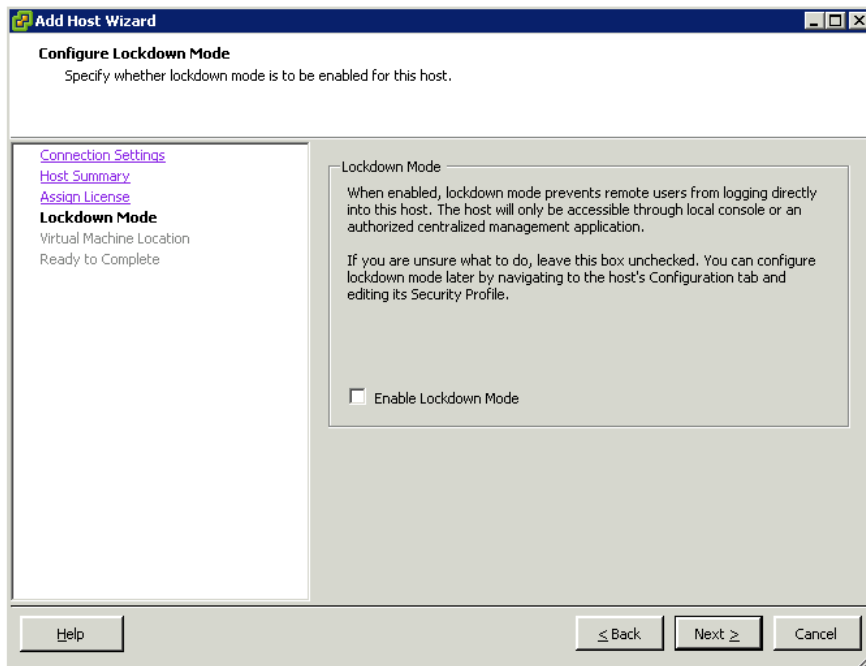 Add Host Wizard
Configure Lockdown Mode
Specify whether lockdown mode is to be enabled for this host.
Connection Settings
Host Summary
Assign License
Lockdown Mode
Virtual Machine Location
Ready to Complete
Lockdown Mode
When enabled, lockdown mode prevents remote users from logging directly
into this host. The host will only be accessible through local console or an
authorized centralized management application.
If you are unsure what to do, leave this box unchecked. You can configure
lockdown mode later by navigating to the host's Configuration tab and
editing its Security Profile.
Enable Lockdown Mode
Help
< Back
Next >
Cancel